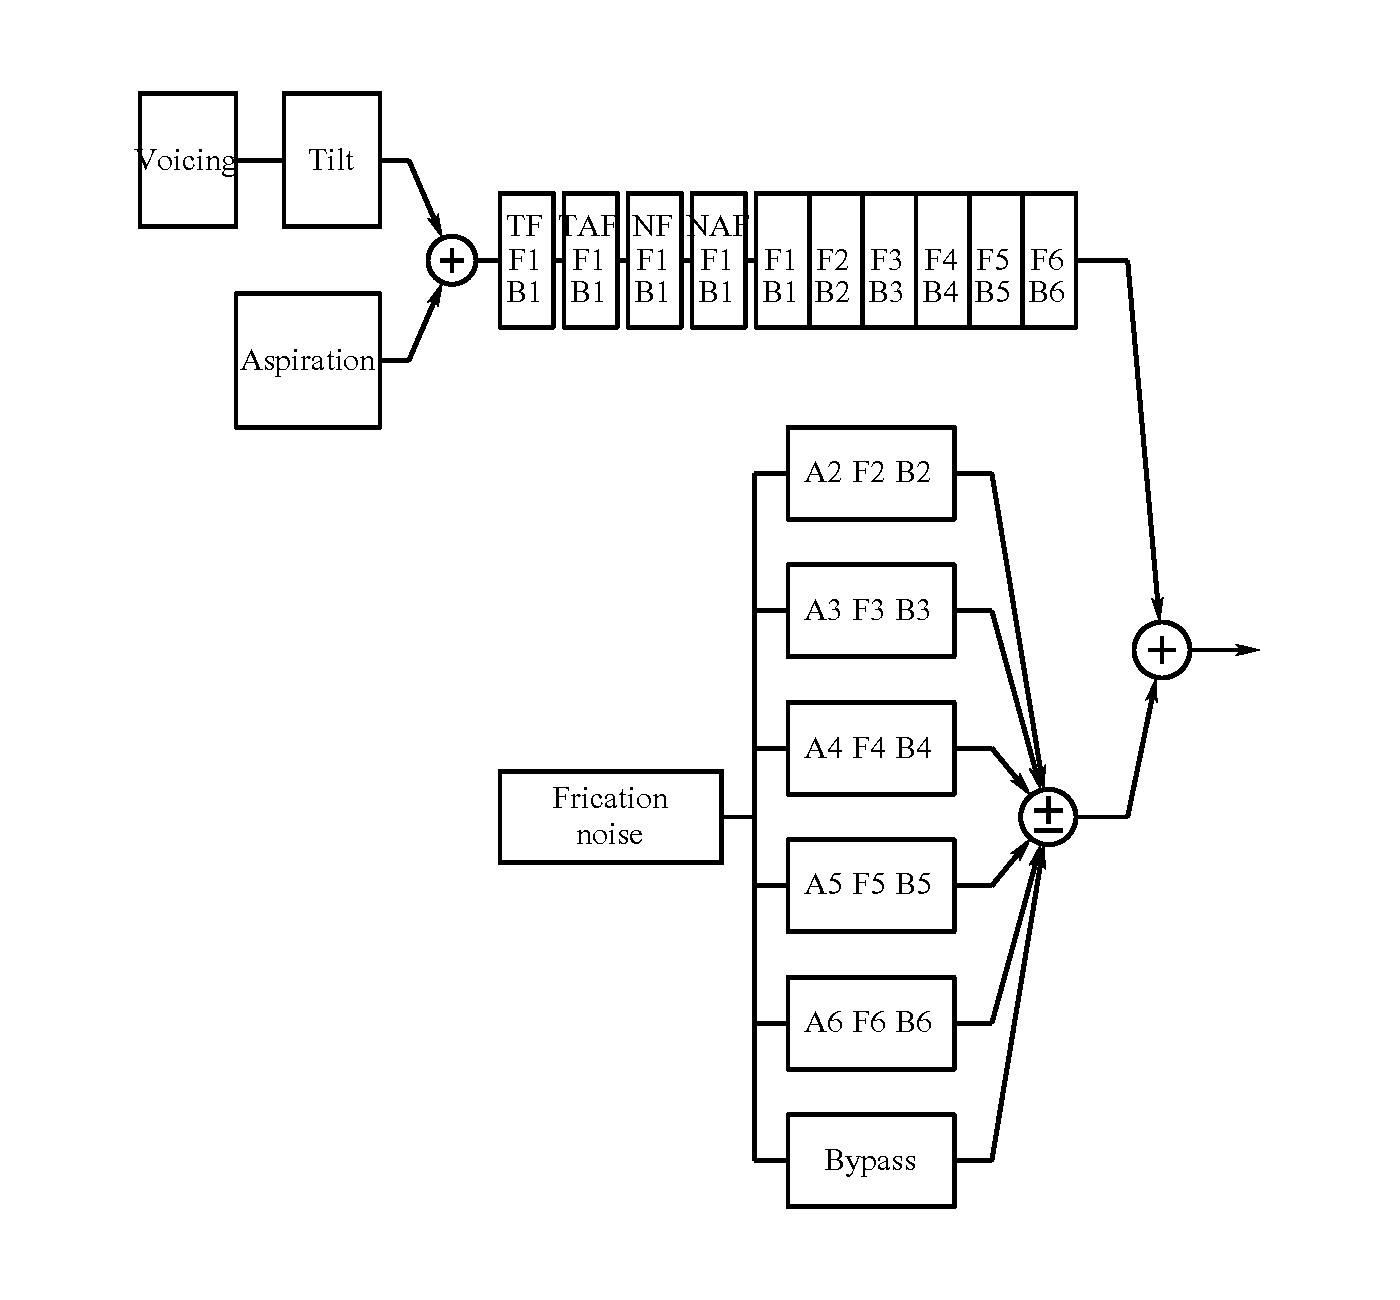 Voicing
Tilt
+
Aspiration
TF
F1
B1
TAF
F1
B1
NF
F1
B1
NAF
F1
B1
F1
B1
F2
B2
F3
B3
F4
B4
F5
B5
F6
B6
A2 F2 B2
A3 F3 B3
+
A4 F4 B4
Frication
noise
±
A5 F5 B5
A6 F6 B6
Bypass